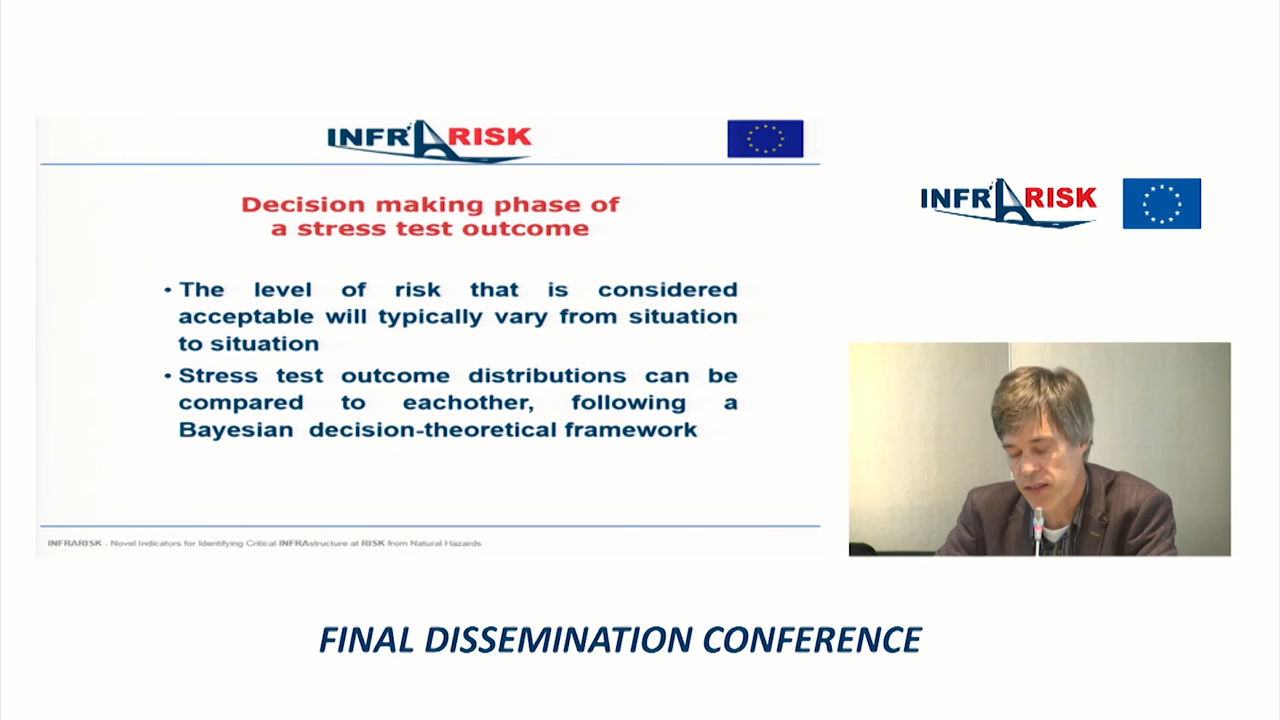 INFRARISK
Decision making phase of
a stress test outcome
• The level of risk that is considered
acceptable will typically vary from situation
to situation
• Stress test outcome distributions can be
compared to eachother, following a
Bayesian decision-theoretical framework
INFRARISK - Novel Indicators for Identifying Critical INFRAstructure at RISK from Natural Hazards
INFRARISK
FINAL DISSEMINATION CONFERENCE